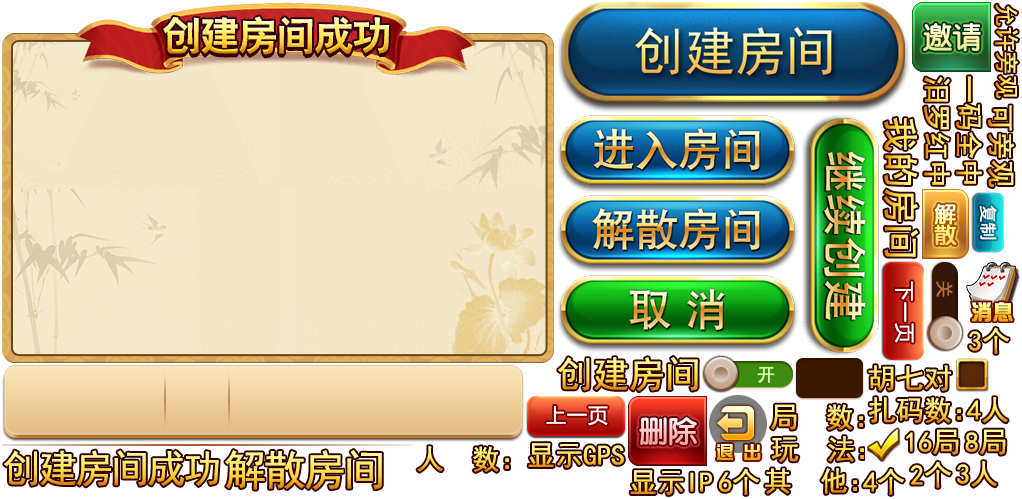 创建房间成功
创建房间
邀请
允许旁观
可旁观
一码全中
汨罗红中
我的房间
进入房间
解散房间
取 消
继续创建
解散
复制
下一页
关
消息
3个
创建房间
开
胡七对
上一页
删除
退出
局
数:
扎码数:
4人
玩
法:
16局
8局
创建房间成功
解散房间
人 数:
显示GPS
显示IP
6个
其
他:
4个
2个
3人